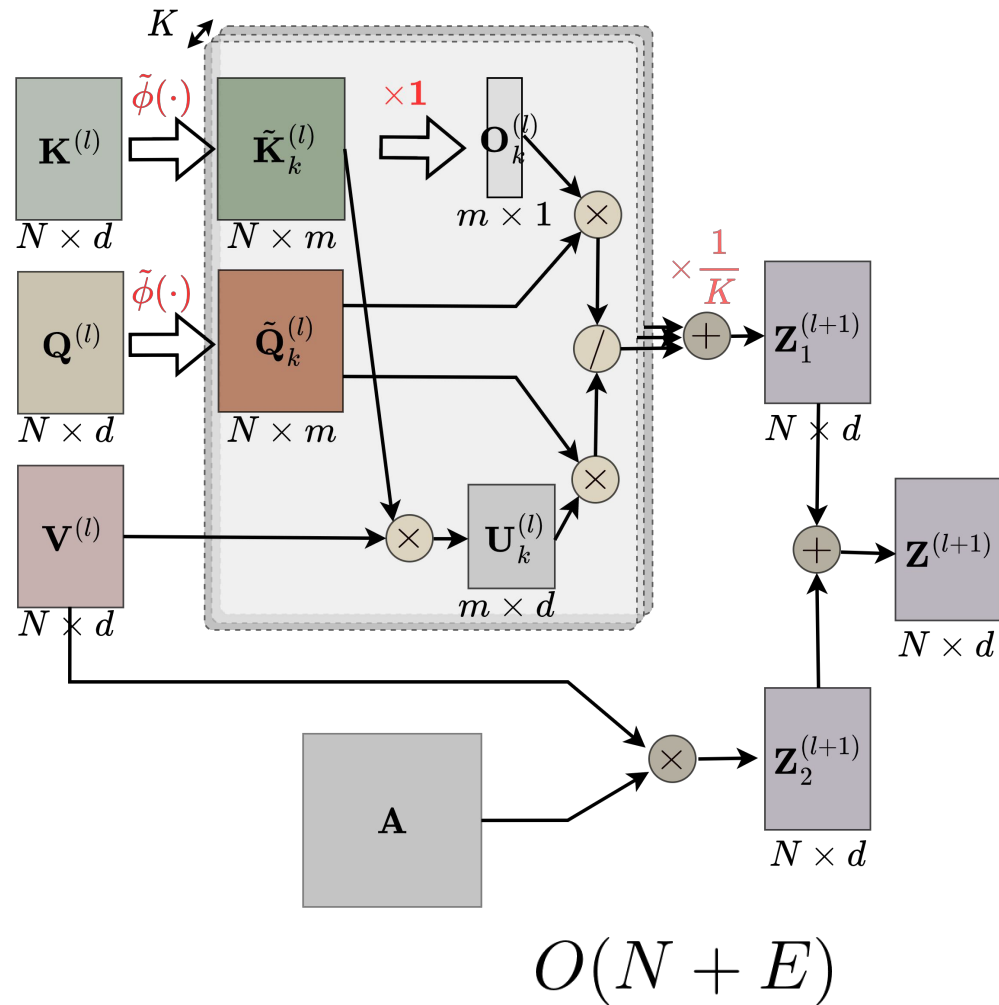 K
ϕ̃(·)
×1
K^(l)
K̃_k^(l)
O_k^(l)
N × d
N × m
m × 1
×
ϕ̃(·)
× 1/K
Q^(l)
Q̃_k^(l)
/
+
Z_1^(l+1)
N × d
N × m
N × d
×
V^(l)
×
U_k^(l)
+
Z^(l+1)
N × d
m × d
N × d
×
Z_2^(l+1)
A
N × d
O(N + E)